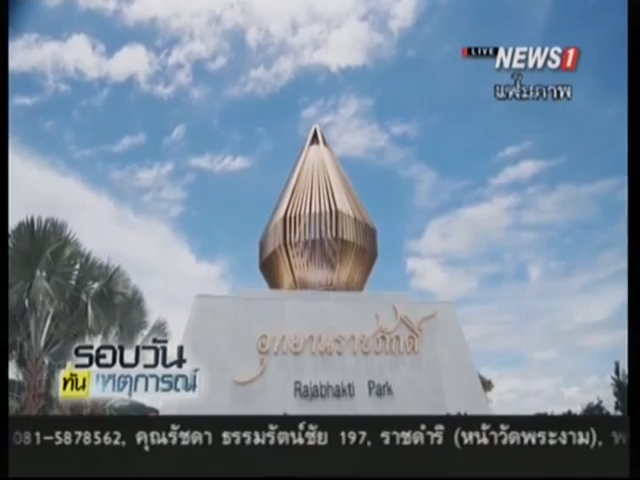 LIVE NEWS1
แฟ้มภาพ
อุทยานราชภักดิ์
Rajabhakti Park
รอบวัน
ทัน เหตุการณ์
081-5878562, คุณรัชดา ธรรมรัตน์ชัย 197, ราชดำริ (หน้าวัดพระงาม),